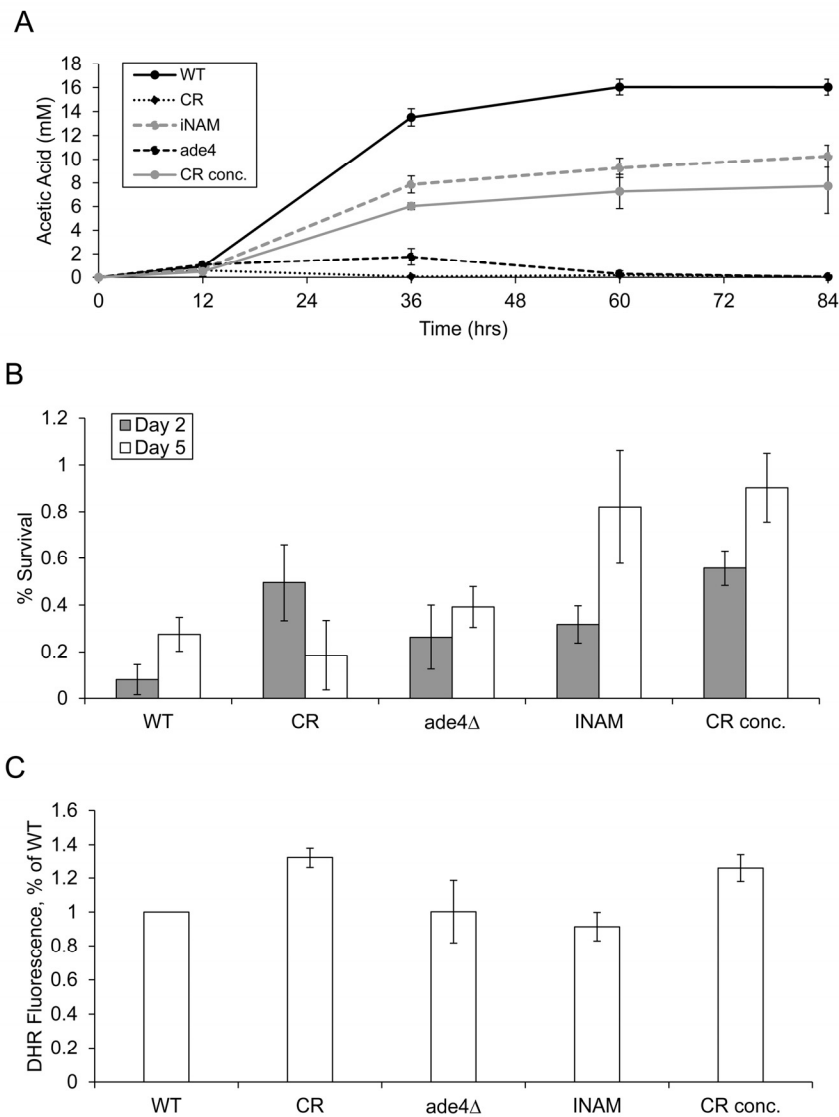 A
18
16
14
12
10
8
6
4
2
0
Acetic Acid (mM)
WT
CR
iNAM
ade4
CR conc.
0 12 24 36 48 60 72 84
Time (hrs)
B
1.2
1
0.8
0.6
0.4
0.2
0
% Survival
Day 2
Day 5
WT CR ade4Δ INAM CR conc.
C
1.6
1.4
1.2
1
0.8
0.6
0.4
0.2
0
DHR Fluorescence, % of WT
WT CR ade4Δ INAM CR conc.